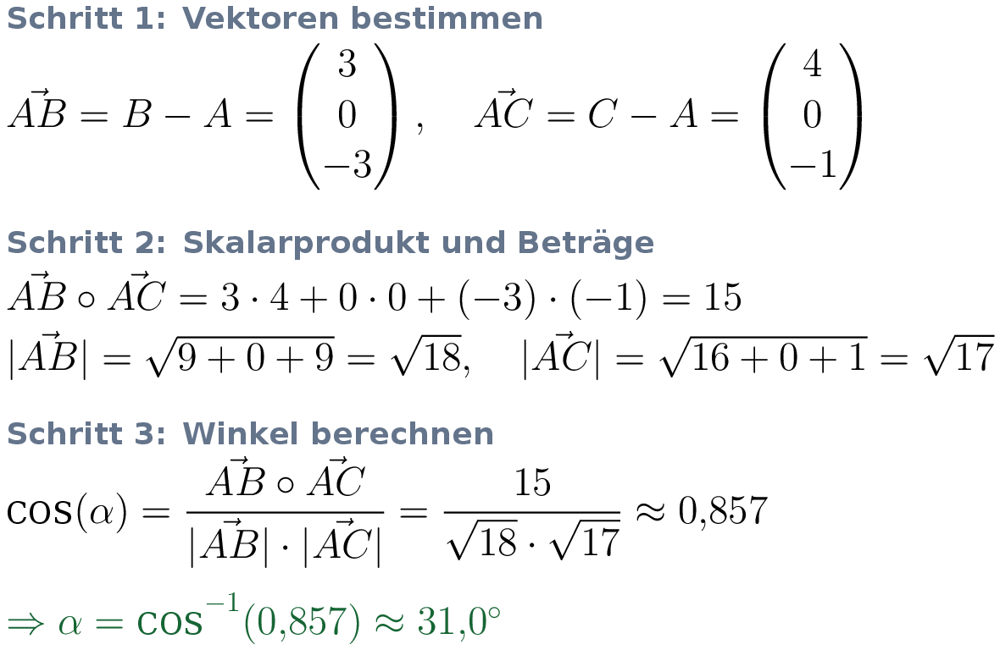 Schritt 1: Vektoren bestimmen
$\vec{AB} = B - A = \begin{pmatrix} 3 \\ 0 \\ -3 \end{pmatrix}, \quad \vec{AC} = C - A = \begin{pmatrix} 4 \\ 0 \\ -1 \end{pmatrix}$
Schritt 2: Skalarprodukt und Beträge
$\vec{AB} \circ \vec{AC} = 3 \cdot 4 + 0 \cdot 0 + (-3) \cdot (-1) = 15$
$|\vec{AB}| = \sqrt{9 + 0 + 9} = \sqrt{18}, \quad |\vec{AC}| = \sqrt{16 + 0 + 1} = \sqrt{17}$
Schritt 3: Winkel berechnen
$\cos(\alpha) = \frac{\vec{AB} \circ \vec{AC}}{|\vec{AB}| \cdot |\vec{AC}|} = \frac{15}{\sqrt{18} \cdot \sqrt{17}} \approx 0{,}857$
$\Rightarrow \alpha = \cos^{-1}(0{,}857) \approx 31{,}0^\circ$